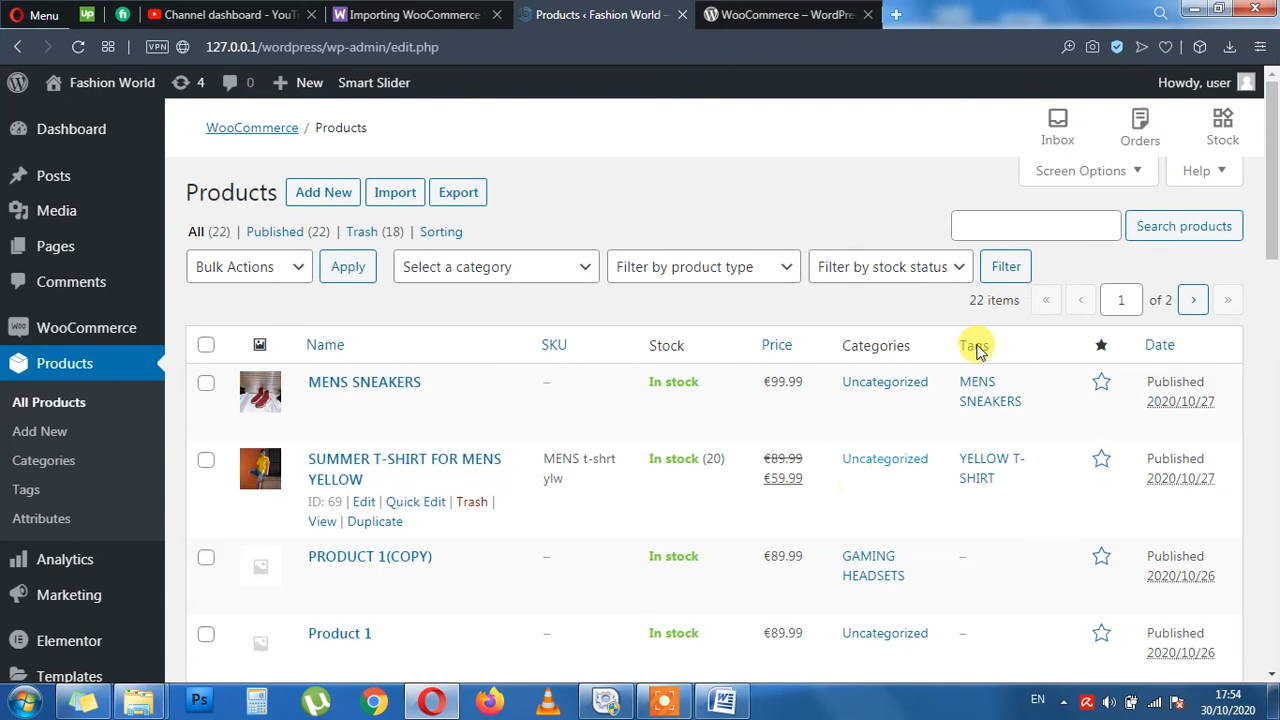 Menu
Channel dashboard - YouT
Importing WooCommerce
Products ‹ Fashion World –
WooCommerce – WordPre
VPN 127.0.0.1/wordpress/wp-admin/edit.php
Fashion World 4 0 New Smart Slider Howdy, user
Dashboard
Posts
Media
Pages
Comments
WooCommerce
Products
All Products
Add New
Categories
Tags
Attributes
Analytics
Marketing
Elementor
Templates
WooCommerce / Products
Inbox Orders Stock
Screen Options Help
Products Add New Import Export
All (22) | Published (22) | Trash (18) | Sorting
Search products
Bulk Actions Apply Select a category Filter by product type Filter by stock status Filter
22 items « ‹ 1 of 2 › »
Name SKU Stock Price Categories Tags Date
MENS SNEAKERS – In stock €99.99 Uncategorized MENS Published
SNEAKERS 2020/10/27
SUMMER T-SHIRT FOR MENS MENS t-shrt In stock (20) €89.99 Uncategorized YELLOW T- Published
YELLOW ylw €59.99 SHIRT 2020/10/27
ID: 69 | Edit | Quick Edit | Trash |
View | Duplicate
PRODUCT 1(COPY) – In stock €89.99 GAMING – Published
HEADSETS 2020/10/26
Product 1 – In stock €89.99 Uncategorized – Published
2020/10/26
Ps
EN 17:54
30/10/2020